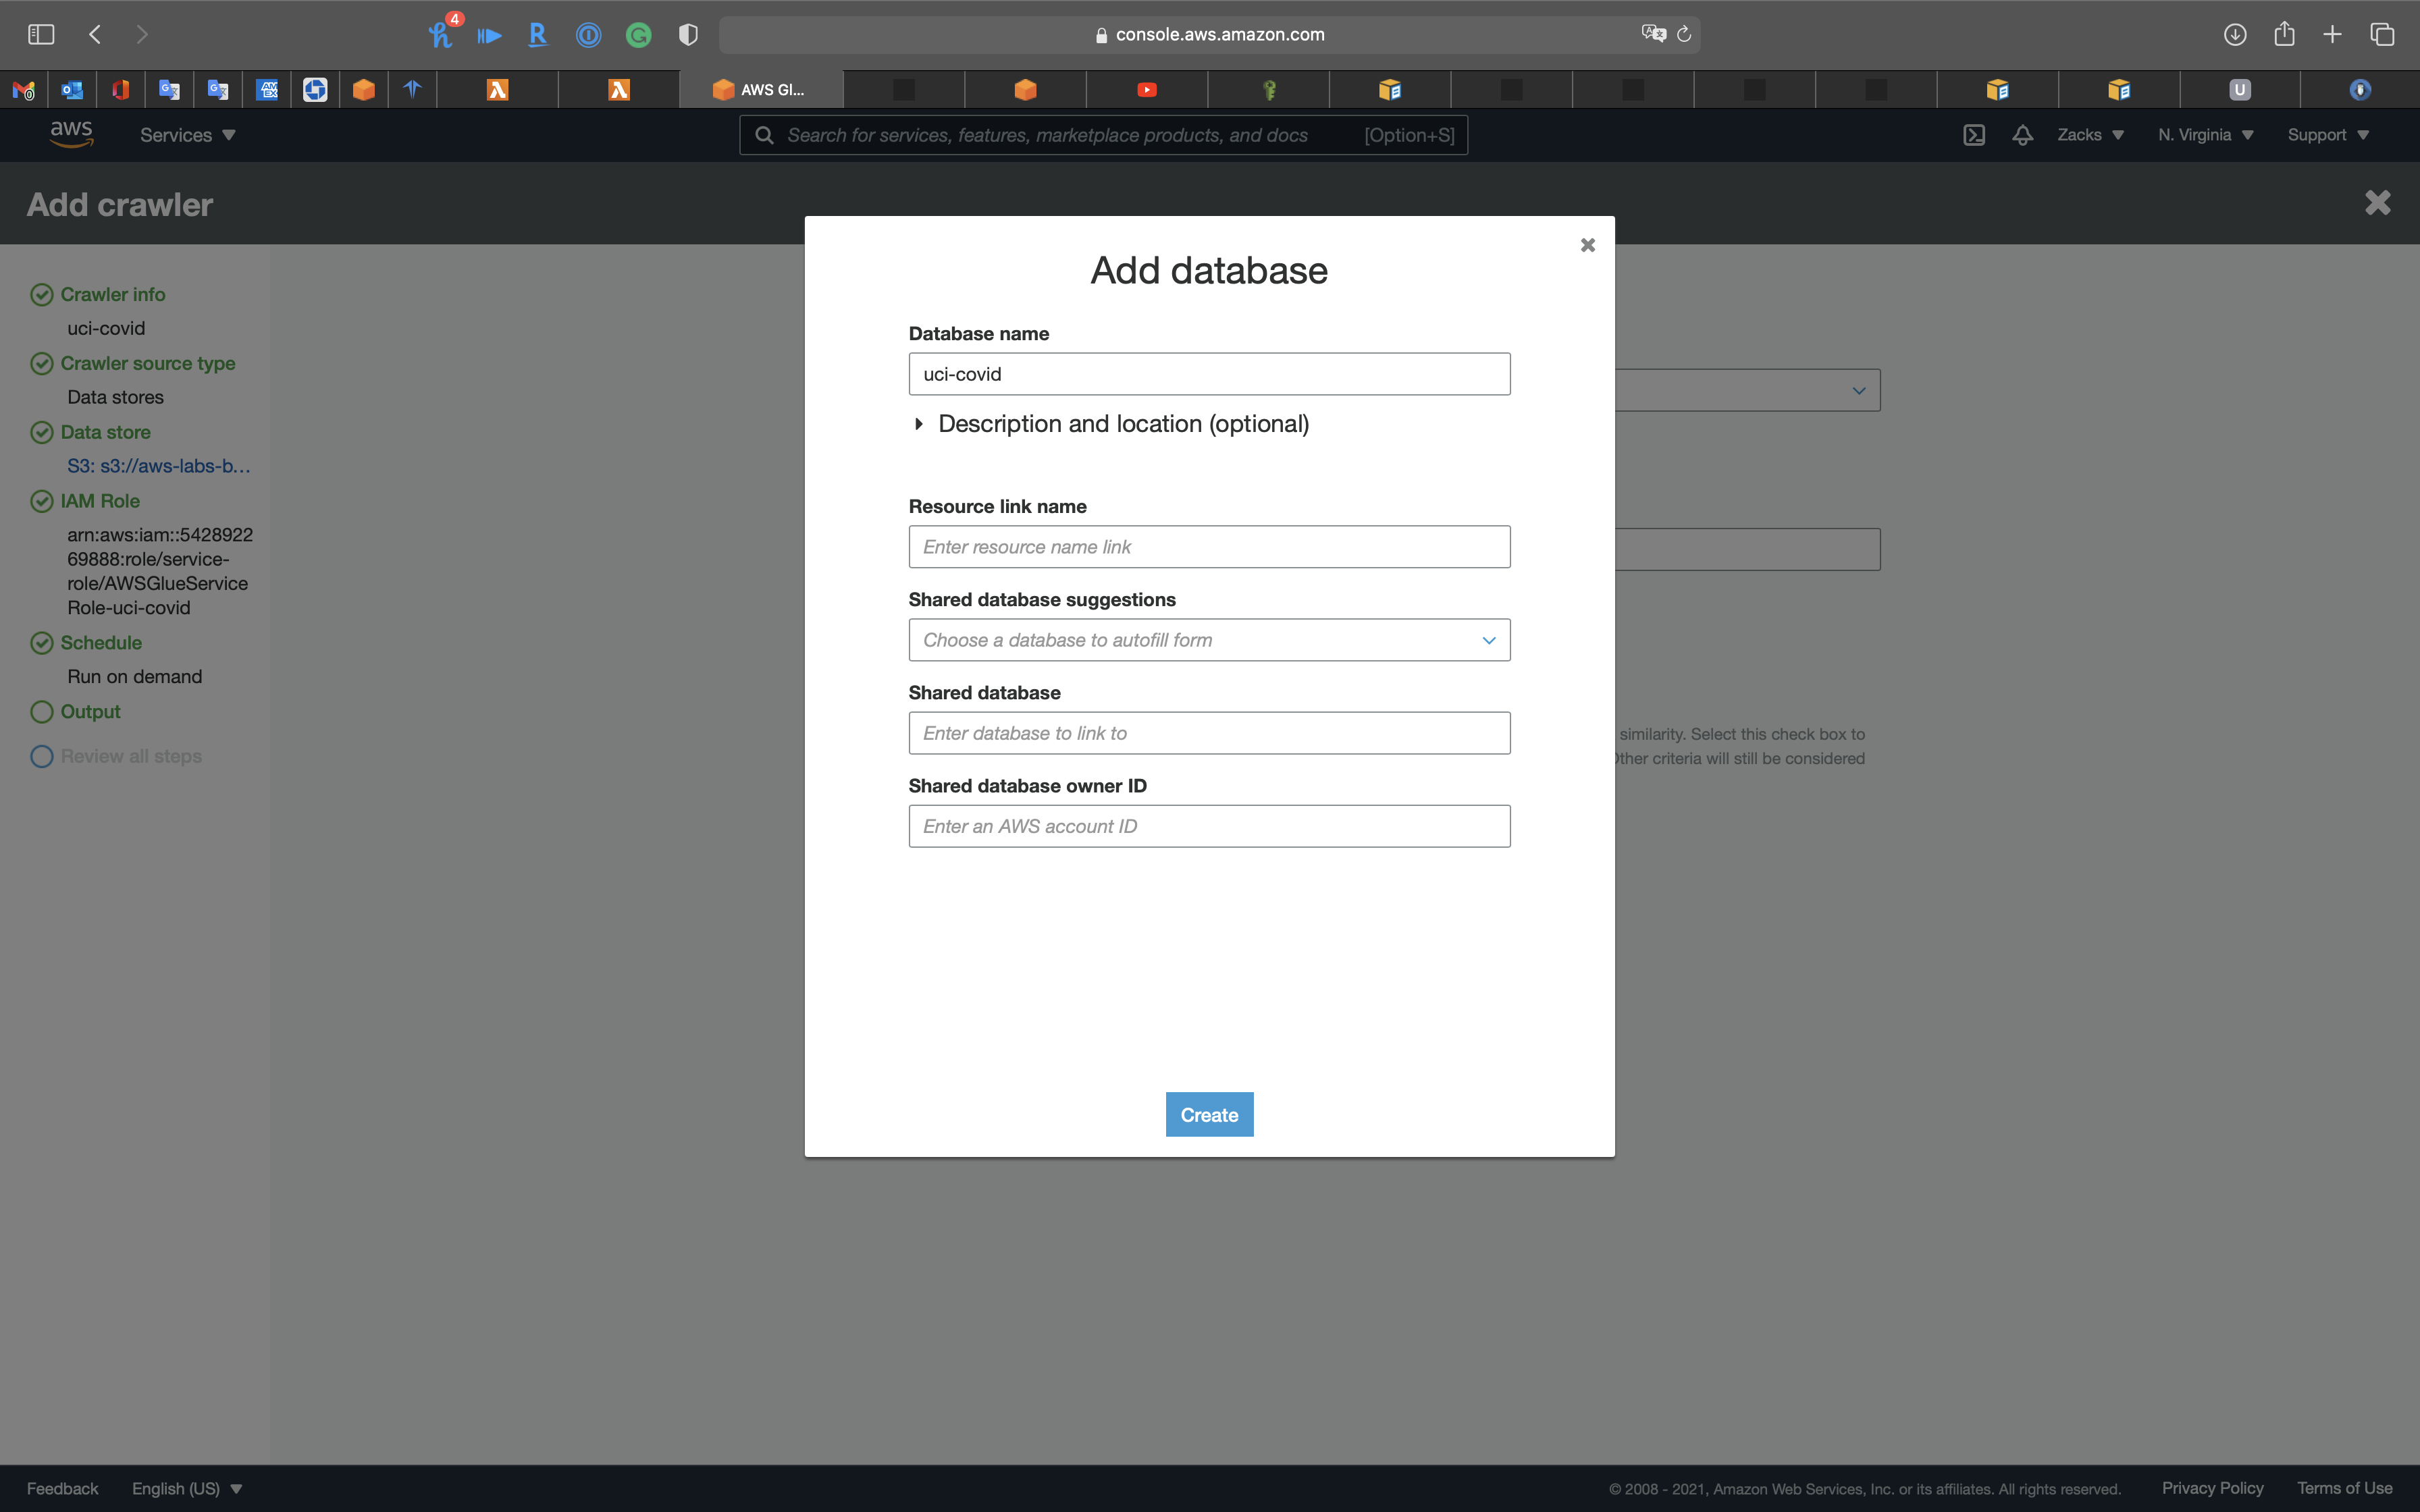 4
console.aws.amazon.com
AWS Gl...
U
aws
Services
Search for services, features, marketplace products, and docs [Option+S]
Zacks
N. Virginia
Support
Add crawler
Crawler info
uci-covid
Crawler source type
Data stores
Data store
S3: s3://aws-labs-b...
IAM Role
arn:aws:iam::5428922
69888:role/service-
role/AWSGlueService
Role-uci-covid
Schedule
Run on demand
Output
Review all steps
Add database
Database name
uci-covid
Description and location (optional)
Resource link name
Enter resource name link
Shared database suggestions
Choose a database to autofill form
Shared database
Enter database to link to
Shared database owner ID
Enter an AWS account ID
Create
similarity. Select this check box to
Other criteria will still be considered
Feedback
English (US)
© 2008 - 2021, Amazon Web Services, Inc. or its affiliates. All rights reserved.
Privacy Policy
Terms of Use